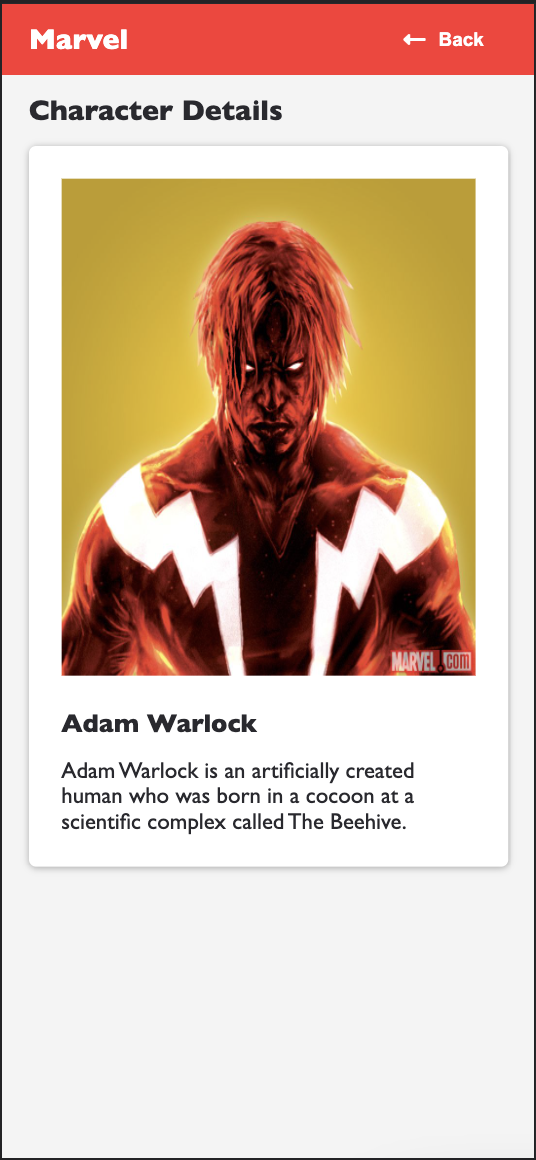 Marvel
← Back
Character Details
MARVEL.com
Adam Warlock
Adam Warlock is an artificially created
human who was born in a cocoon at a
scientific complex called The Beehive.